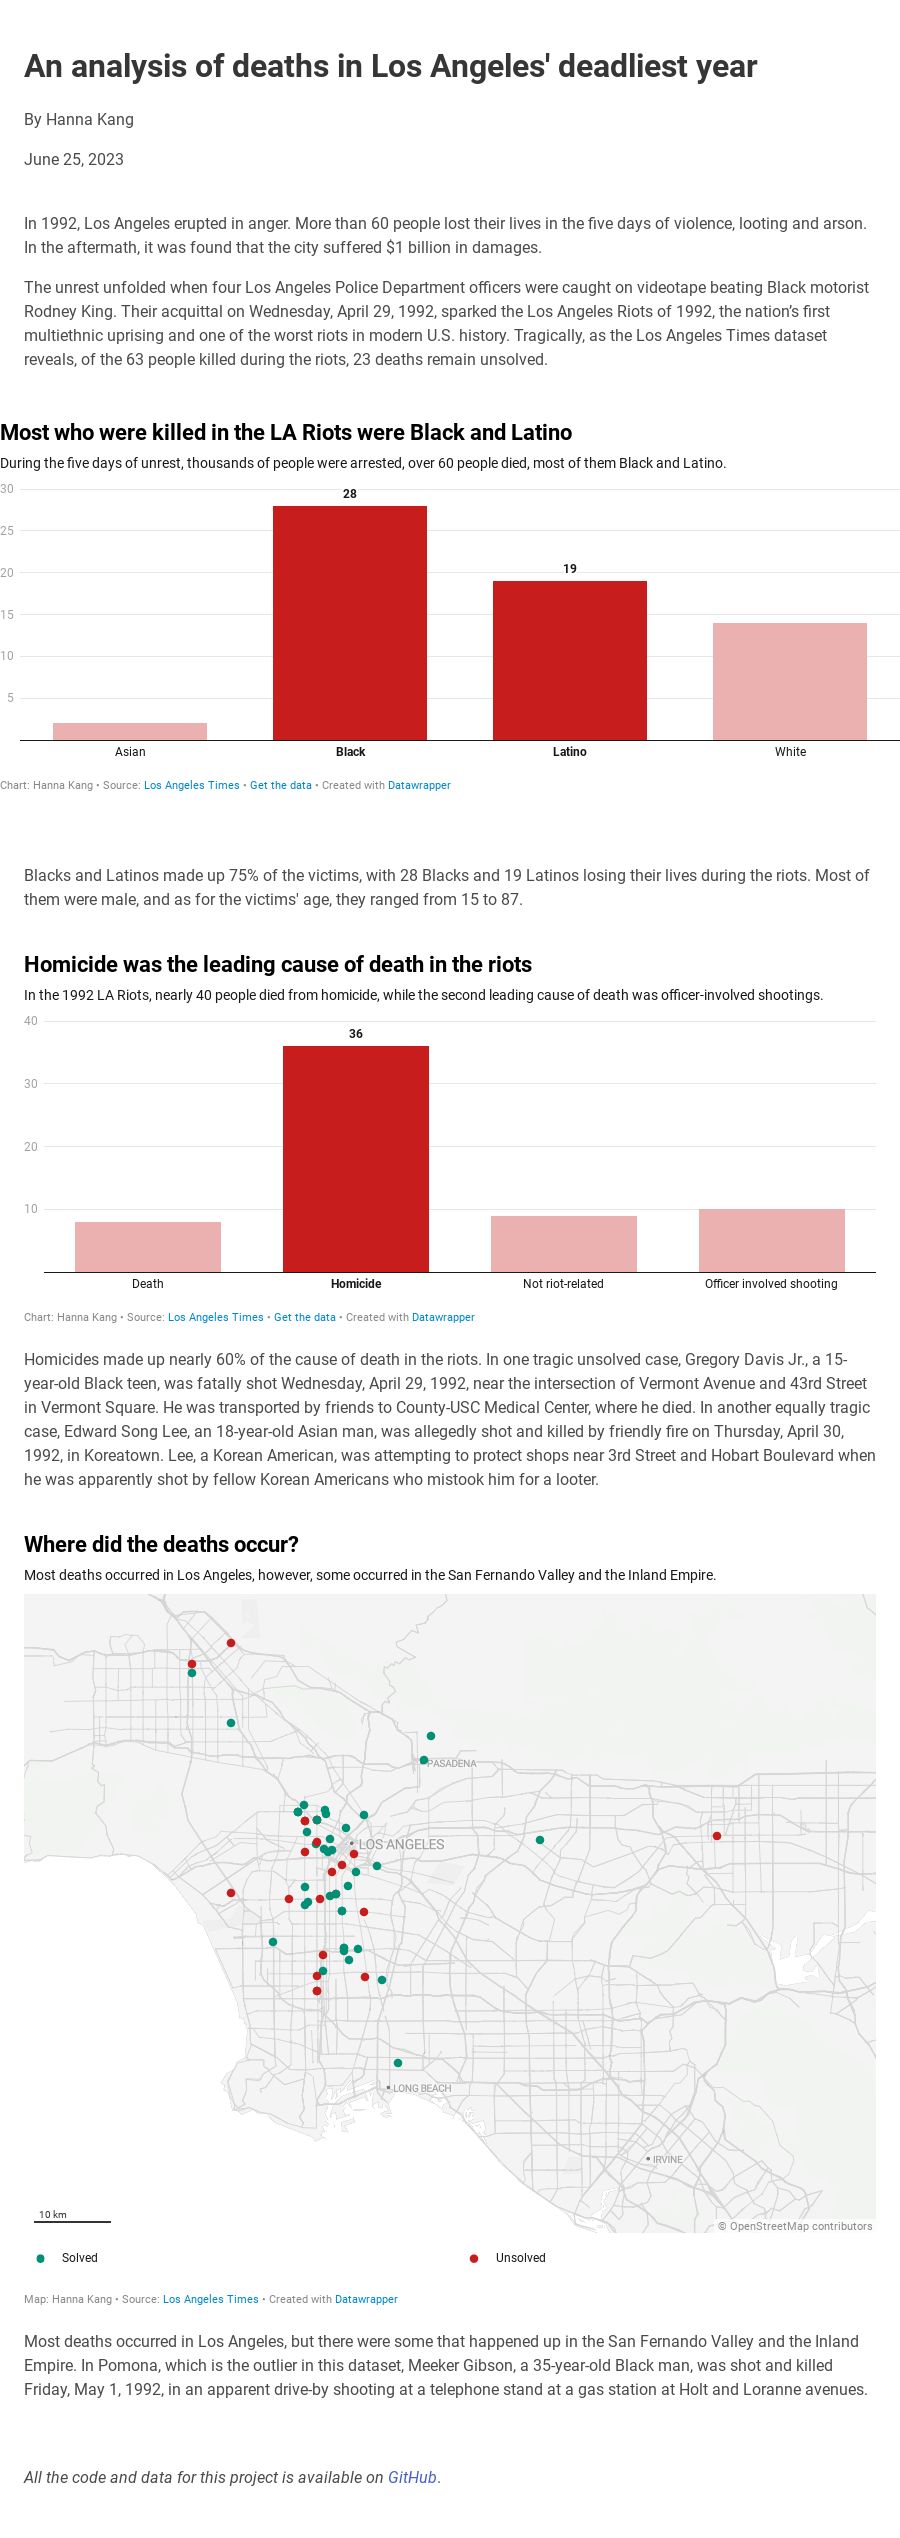 An analysis of deaths in Los Angeles' deadliest year
By Hanna Kang
June 25, 2023
In 1992, Los Angeles erupted in anger. More than 60 people lost their lives in the five days of violence, looting and arson.
In the aftermath, it was found that the city suffered $1 billion in damages.
The unrest unfolded when four Los Angeles Police Department officers were caught on videotape beating Black motorist
Rodney King. Their acquittal on Wednesday, April 29, 1992, sparked the Los Angeles Riots of 1992, the nation’s first
multiethnic uprising and one of the worst riots in modern U.S. history. Tragically, as the Los Angeles Times dataset
reveals, of the 63 people killed during the riots, 23 deaths remain unsolved.
Most who were killed in the LA Riots were Black and Latino
During the five days of unrest, thousands of people were arrested, over 60 people died, most of them Black and Latino.
30
28
25
20
19
15
10
5
Asian Black Latino White
Chart: Hanna Kang • Source: Los Angeles Times • Get the data • Created with Datawrapper
Blacks and Latinos made up 75% of the victims, with 28 Blacks and 19 Latinos losing their lives during the riots. Most of
them were male, and as for the victims' age, they ranged from 15 to 87.
Homicide was the leading cause of death in the riots
In the 1992 LA Riots, nearly 40 people died from homicide, while the second leading cause of death was officer-involved shootings.
40
36
30
20
10
Death Homicide Not riot-related Officer involved shooting
Chart: Hanna Kang • Source: Los Angeles Times • Get the data • Created with Datawrapper
Homicides made up nearly 60% of the cause of death in the riots. In one tragic unsolved case, Gregory Davis Jr., a 15-
year-old Black teen, was fatally shot Wednesday, April 29, 1992, near the intersection of Vermont Avenue and 43rd Street
in Vermont Square. He was transported by friends to County-USC Medical Center, where he died. In another equally tragic
case, Edward Song Lee, an 18-year-old Asian man, was allegedly shot and killed by friendly fire on Thursday, April 30,
1992, in Koreatown. Lee, a Korean American, was attempting to protect shops near 3rd Street and Hobart Boulevard when
he was apparently shot by fellow Korean Americans who mistook him for a looter.
Where did the deaths occur?
Most deaths occurred in Los Angeles, however, some occurred in the San Fernando Valley and the Inland Empire.
PASADENA
LOS ANGELES
LONG BEACH
IRVINE
10 km
© OpenStreetMap contributors
Solved Unsolved
Map: Hanna Kang • Source: Los Angeles Times • Created with Datawrapper
Most deaths occurred in Los Angeles, but there were some that happened up in the San Fernando Valley and the Inland
Empire. In Pomona, which is the outlier in this dataset, Meeker Gibson, a 35-year-old Black man, was shot and killed
Friday, May 1, 1992, in an apparent drive-by shooting at a telephone stand at a gas station at Holt and Loranne avenues.
All the code and data for this project is available on GitHub.